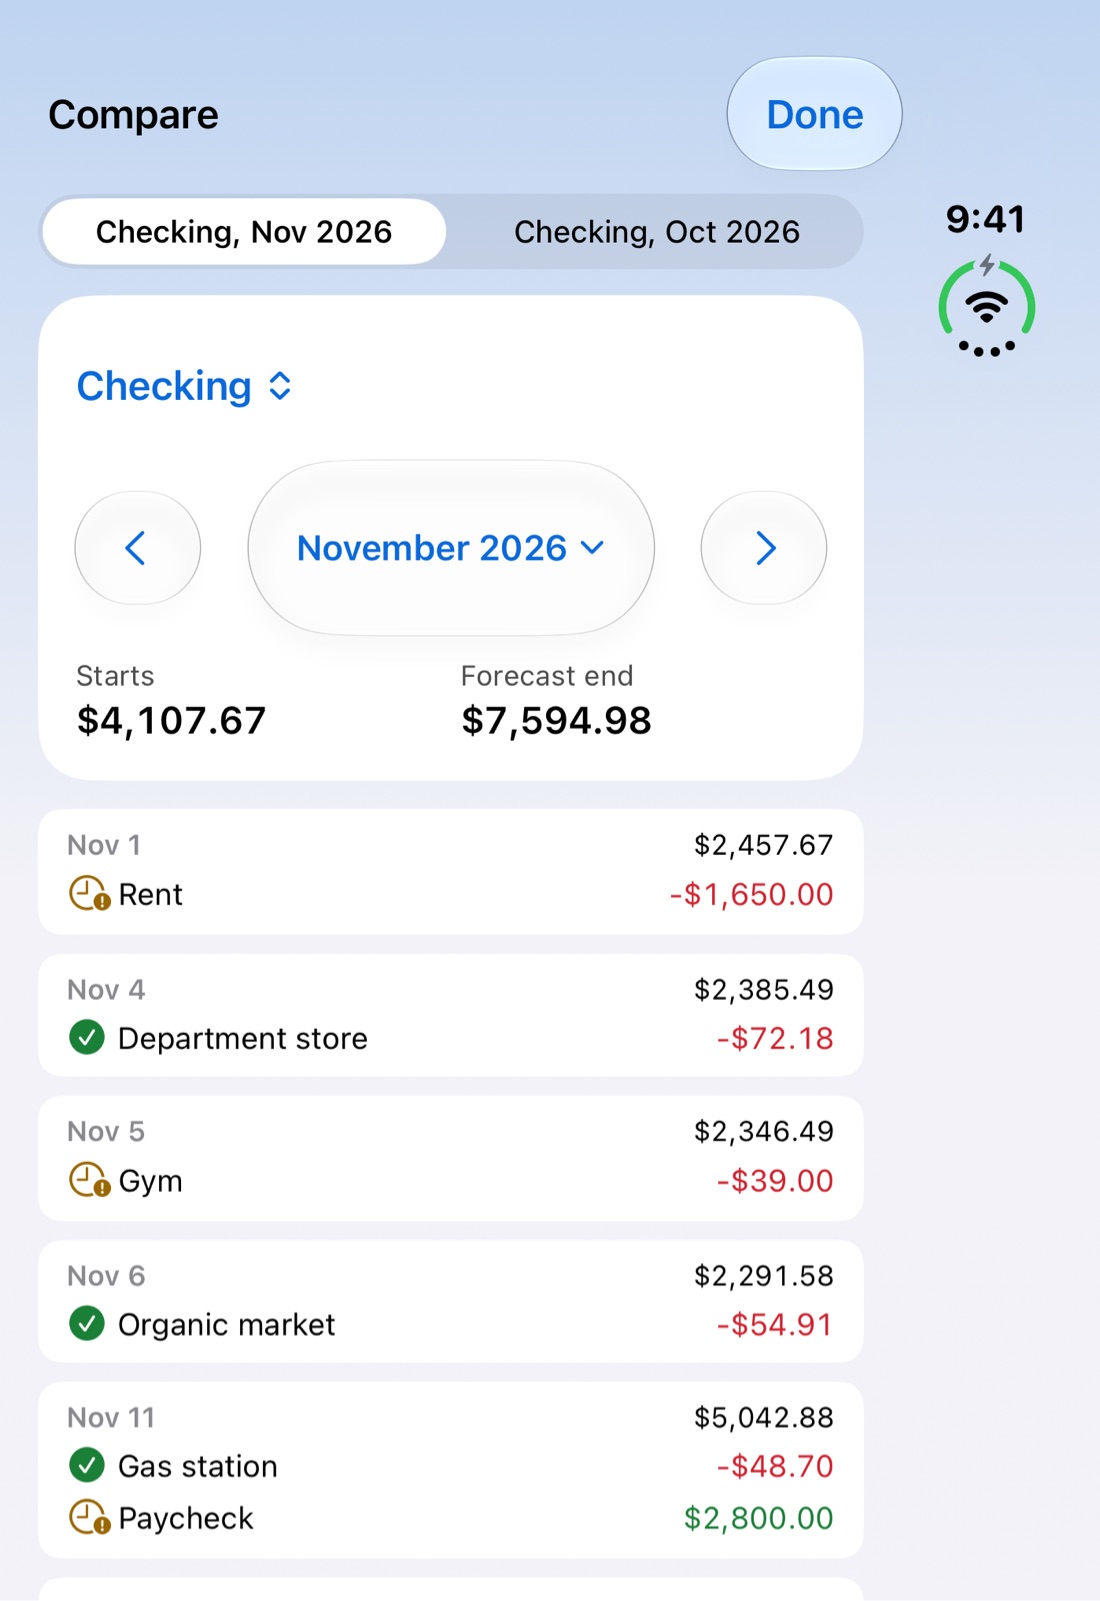 Compare
Done
9:41
Checking, Nov 2026
Checking, Oct 2026
Checking
November 2026
Starts
Forecast end
$4,107.67
$7,594.98
Nov 1
$2,457.67
Rent
-$1,650.00
Nov 4
$2,385.49
Department store
-$72.18
Nov 5
$2,346.49
Gym
-$39.00
Nov 6
$2,291.58
Organic market
-$54.91
Nov 11
$5,042.88
Gas station
-$48.70
Paycheck
$2,800.00